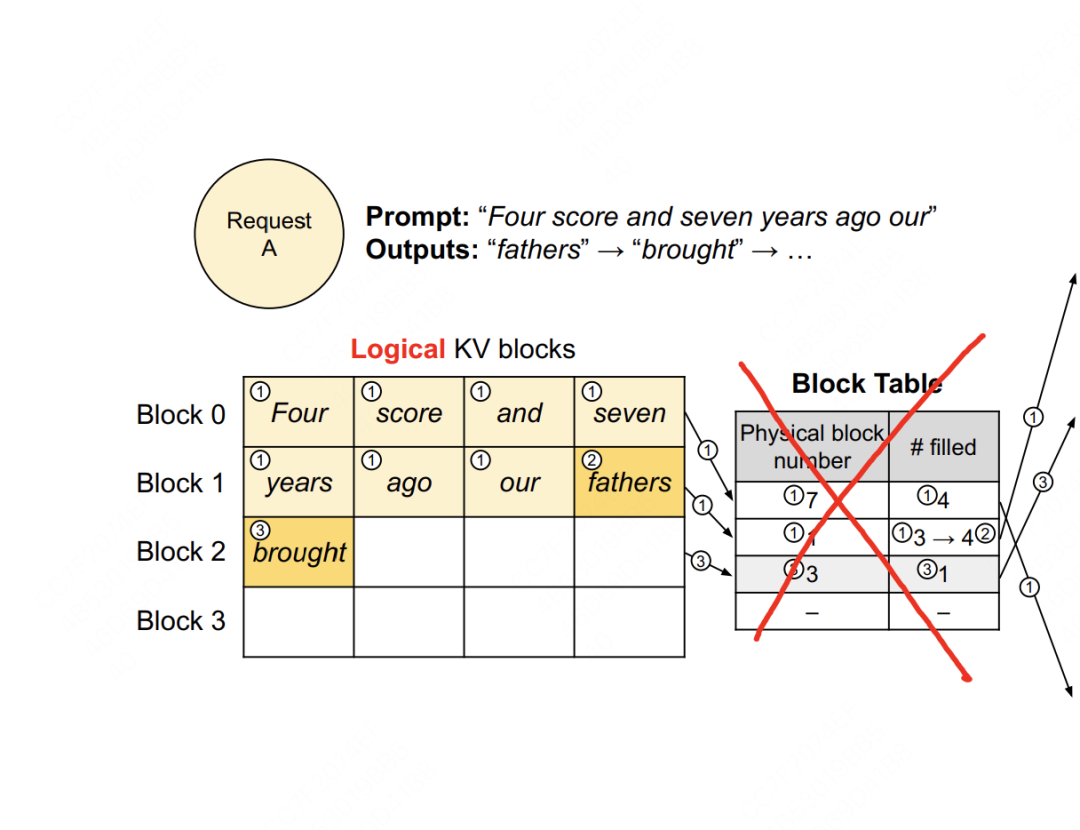 Request
A
Prompt: “Four score and seven years ago our”
Outputs: “fathers” → “brought” → …
Logical KV blocks
Block Table
Block 0
① Four ① score ① and ① seven
Block 1
① years ① ago ① our ② fathers
Block 2
③ brought
Block 3
①
①
③
Physical block number # filled
①7 ①4
①1 ①3 → 4②
③3 ③1
– –
①
③
①